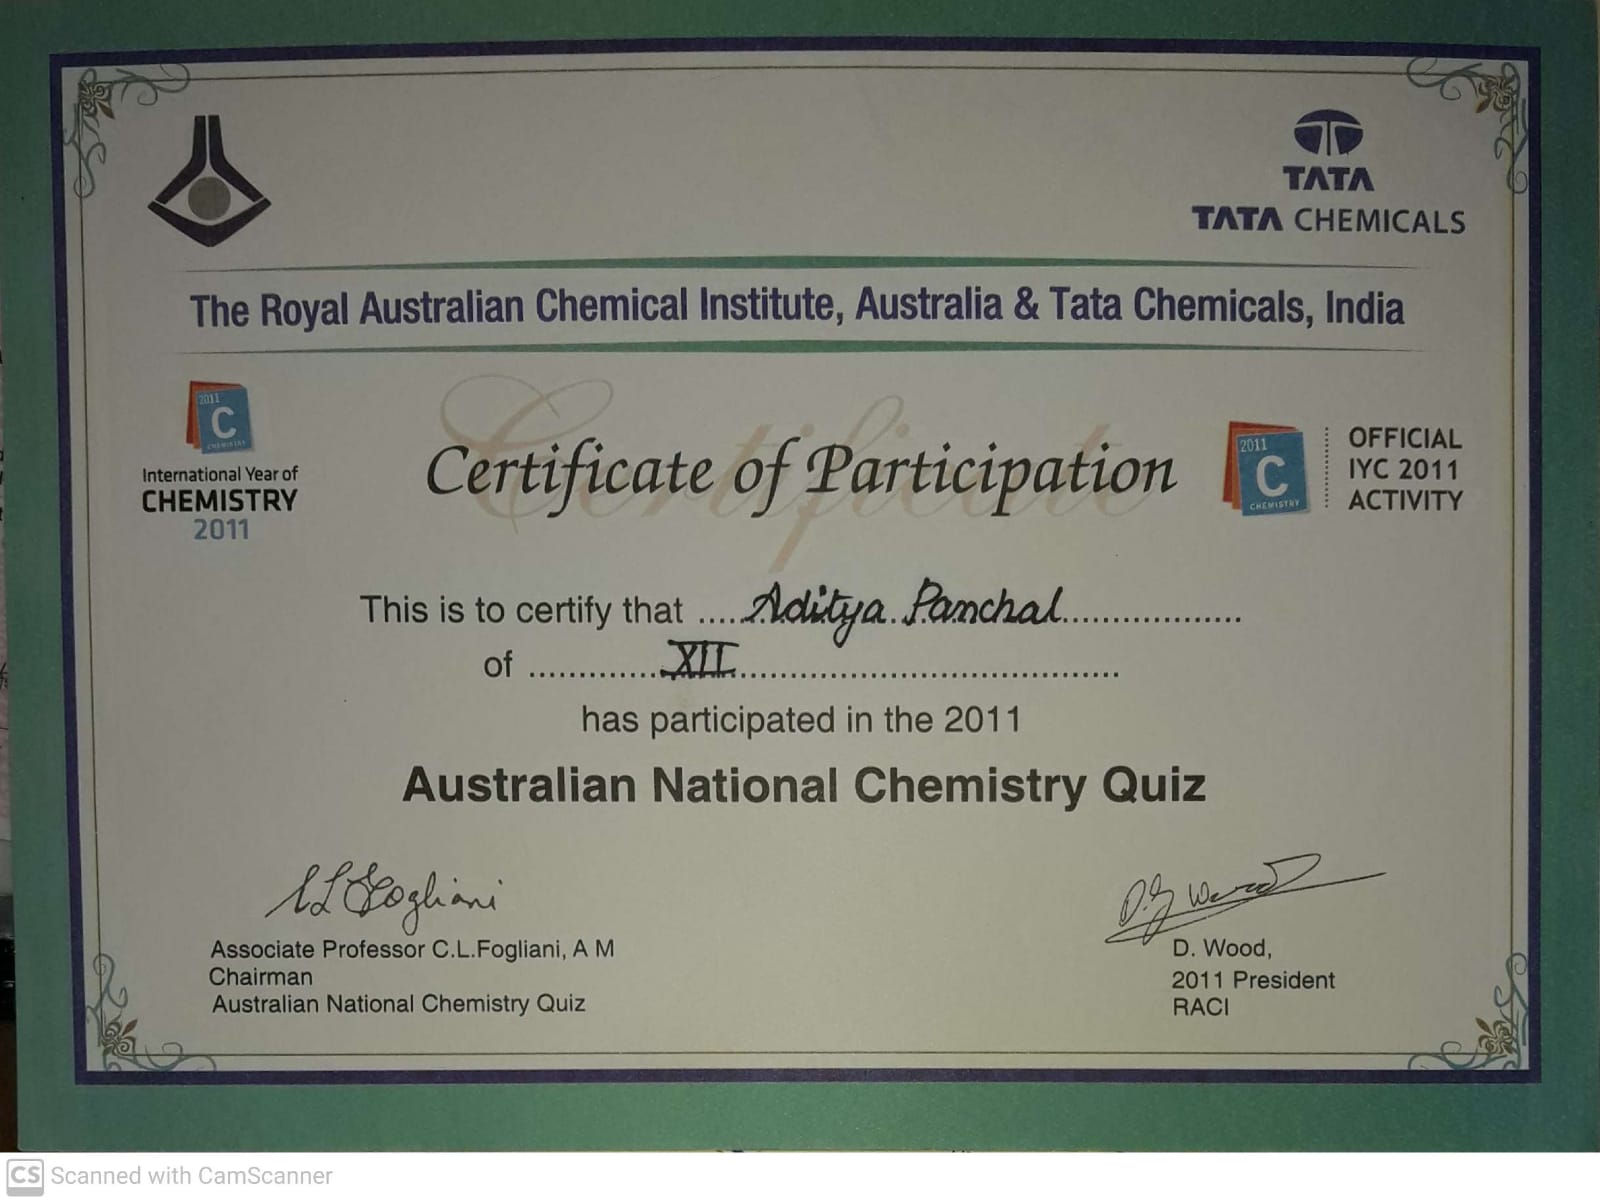 TATA
TATA CHEMICALS
The Royal Australian Chemical Institute, Australia & Tata Chemicals, India
2011
C
CHEMISTRY
International Year of
CHEMISTRY
2011
Certificate
Certificate of Participation
2011
C
CHEMISTRY
OFFICIAL
IYC 2011
ACTIVITY
This is to certify that ....Aditya Panchal..................
of ............XII......................................
has participated in the 2011
Australian National Chemistry Quiz
C L Fogliani
D.G Wood
Associate Professor C.L.Fogliani, A M
Chairman
Australian National Chemistry Quiz
D. Wood,
2011 President
RACI
CS Scanned with CamScanner